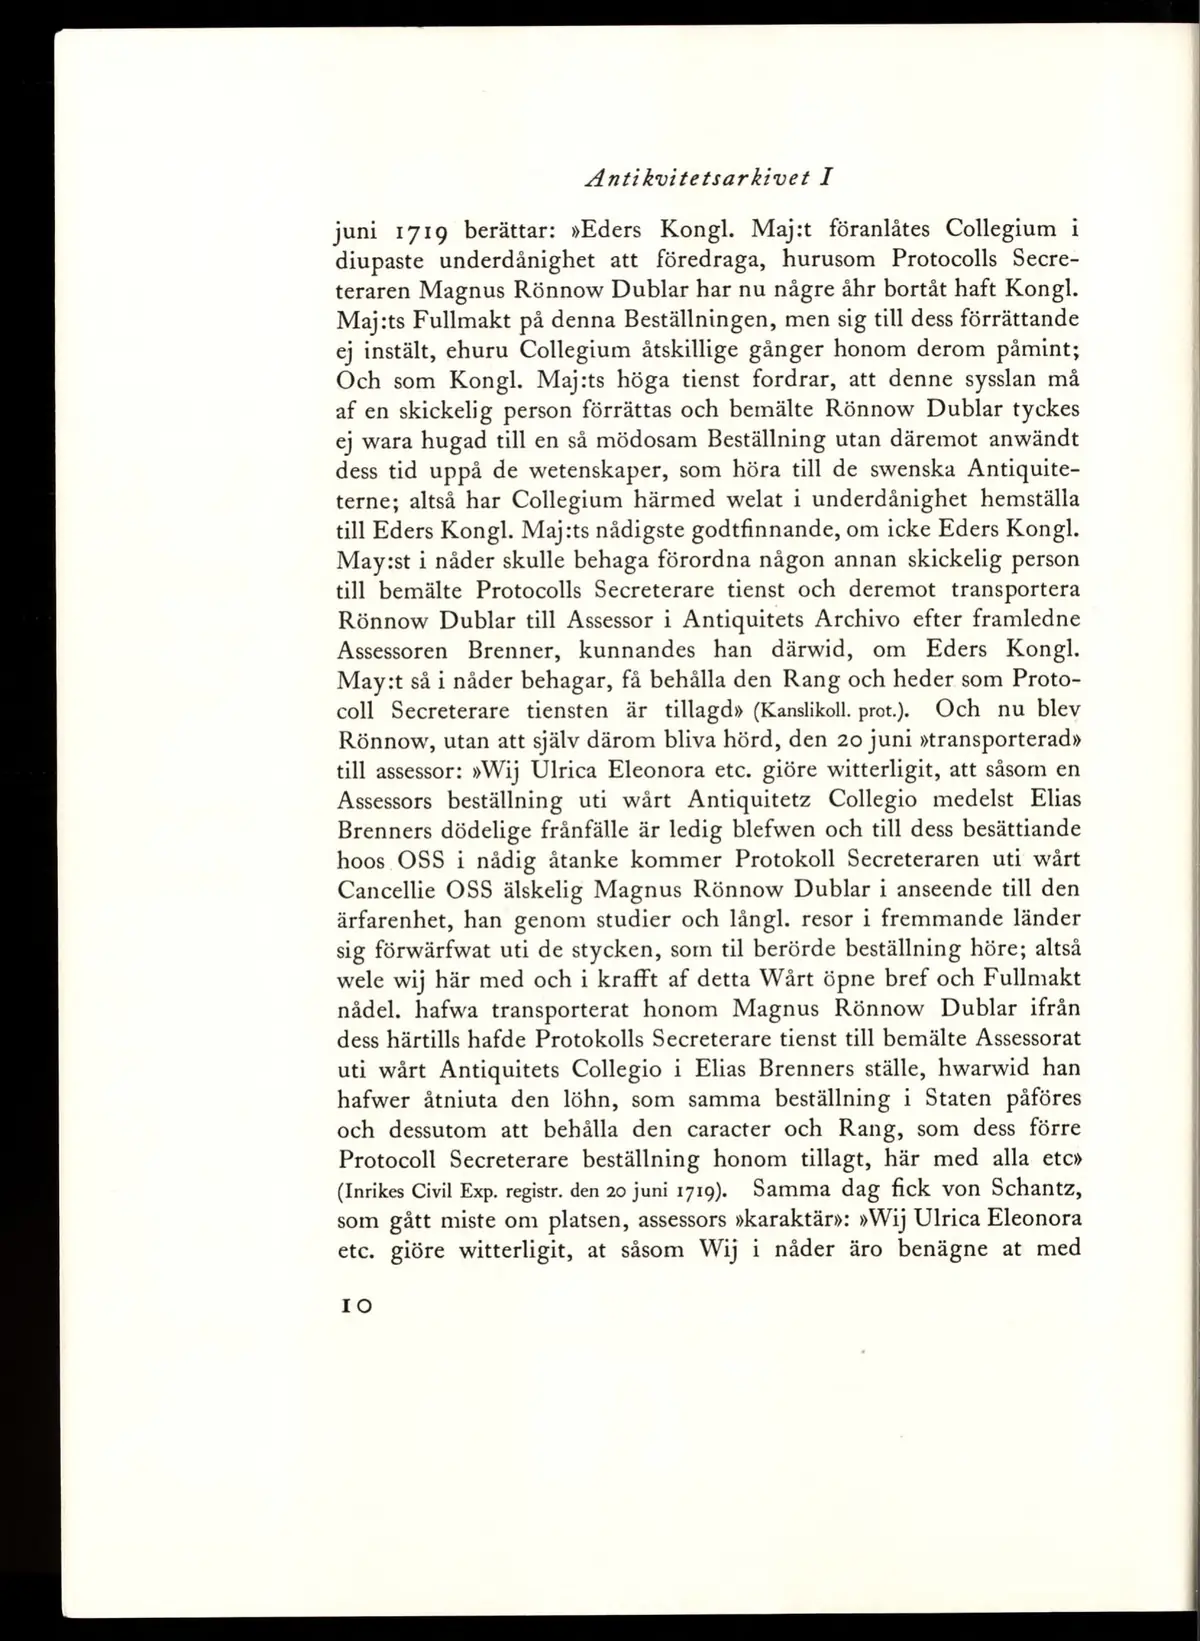 Antikvitetsarkivet I
juni 1719 berättar: »Eders Kongl. Maj:t föranlåtes Collegium i
diupaste underdånighet att föredraga, hurusom Protocolls Secre-
teraren Magnus Rönnow Dublar har nu någre åhr bortåt haft Kongl.
Maj:ts Fullmakt på denna Beställningen, men sig till dess förrättande
ej instält, ehuru Collegium åtskillige gånger honom derom påmint;
Och som Kongl. Maj:ts höga tienst fordrar, att denne sysslan må
af en skickelig person förrättas och bemälte Rönnow Dublar tyckes
ej wara hugad till en så mödosam Beställning utan däremot anwändt
dess tid uppå de wetenskaper, som höra till de swenska Antiquite-
terne; altså har Collegium härmed welat i underdånighet hemställa
till Eders Kongl. Maj:ts nådigste godtfinnande, om icke Eders Kongl.
May:st i nåder skulle behaga förordna någon annan skickelig person
till bemälte Protocolls Secreterare tienst och deremot transportera
Rönnow Dublar till Assessor i Antiquitets Archivo efter framledne
Assessoren Brenner, kunnandes han därwid, om Eders Kongl.
May:t så i nåder behagar, få behålla den Rang och heder som Proto-
coll Secreterare tiensten är tillagd» (Kanslikoll. prot.). Och nu blev
Rönnow, utan att själv därom bliva hörd, den 20 juni »transporterad»
till assessor: »Wij Ulrica Eleonora etc. giöre witterligit, att såsom en
Assessors beställning uti wårt Antiquitetz Collegio medelst Elias
Brenners dödelige frånfälle är ledig blefwen och till dess besättiande
hoos OSS i nådig åtanke kommer Protokoll Secreteraren uti wårt
Cancellie OSS älskelig Magnus Rönnow Dublar i anseende till den
ärfarenhet, han genom studier och långl. resor i fremmande länder
sig förwärfwat uti de stycken, som til berörde beställning höre; altså
wele wij här med och i krafft af detta Wårt öpne bref och Fullmakt
nådel. hafwa transporterat honom Magnus Rönnow Dublar ifrån
dess härtills hafde Protokolls Secreterare tienst till bemälte Assessorat
uti wårt Antiquitets Collegio i Elias Brenners ställe, hwarwid han
hafwer åtniuta den löhn, som samma beställning i Staten påföres
och dessutom att behålla den caracter och Rang, som dess förre
Protocoll Secreterare beställning honom tillagt, här med alla etc»
(Inrikes Civil Exp. registr. den 20 juni 1719). Samma dag fick von Schantz,
som gått miste om platsen, assessors »karaktär»: »Wij Ulrica Eleonora
etc. giöre witterligit, at såsom Wij i nåder äro benägne at med
10